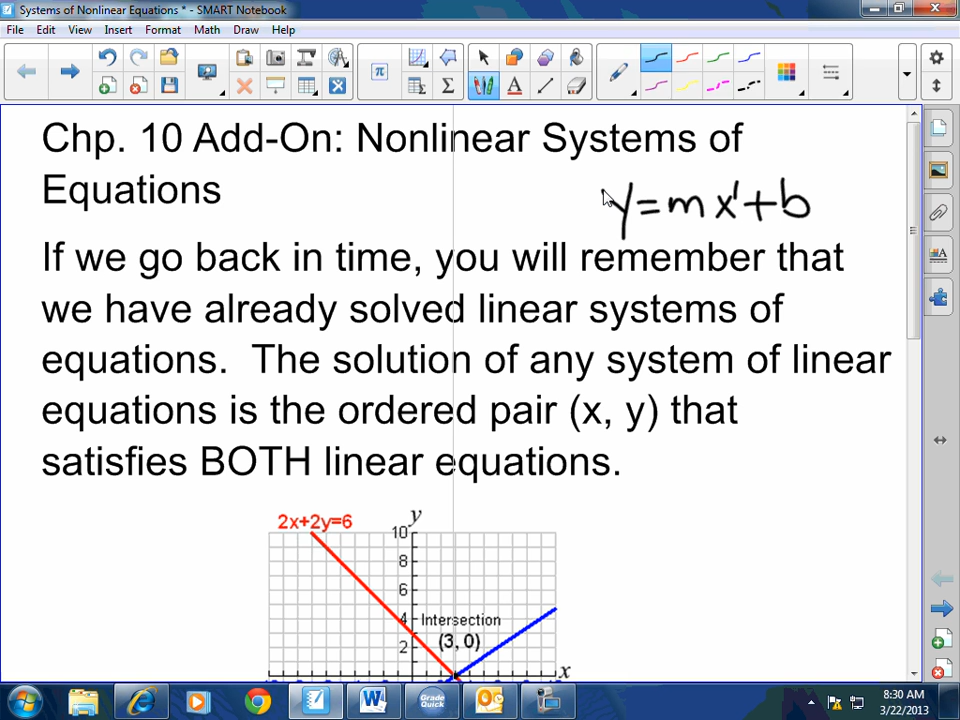 Systems of Nonlinear Equations * - SMART Notebook
File Edit View Insert Format Math Draw Help
Chp. 10 Add-On: Nonlinear Systems of
Equations
y=mx¹+b
If we go back in time, you will remember that
we have already solved linear systems of
equations. The solution of any system of linear
equations is the ordered pair (x, y) that
satisfies BOTH linear equations.
2x+2y=6
y
10
8
6
4
Intersection
2
(3, 0)
x
Grade
Quick
8:30 AM
3/22/2013